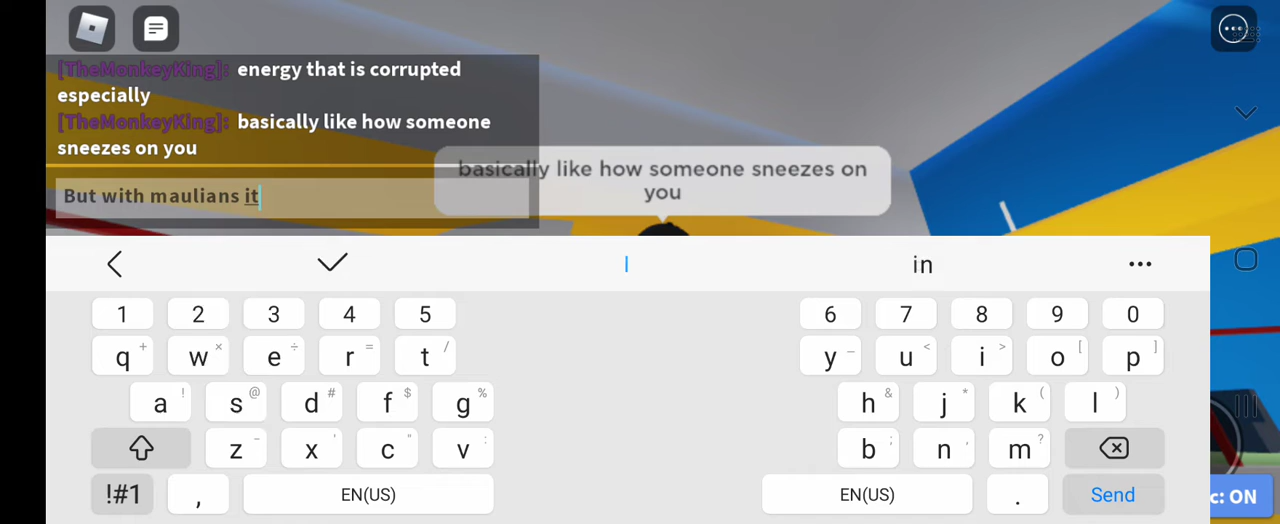 [TheMonkeyKing]: energy that is corrupted
especially
[TheMonkeyKing]: basically like how someone
sneezes on you
But with maulians it
basically like how someone sneezes on
you
l in
1 2 3 4 5 6 7 8 9 0
q + w × e ÷ r = t / y _ u < i > o [ p ]
a ! s @ d # f $ g % h & j * k ( l )
z - x ' c " v : b ; n , m ?
!#1 , EN(US) EN(US) . Send
c: ON